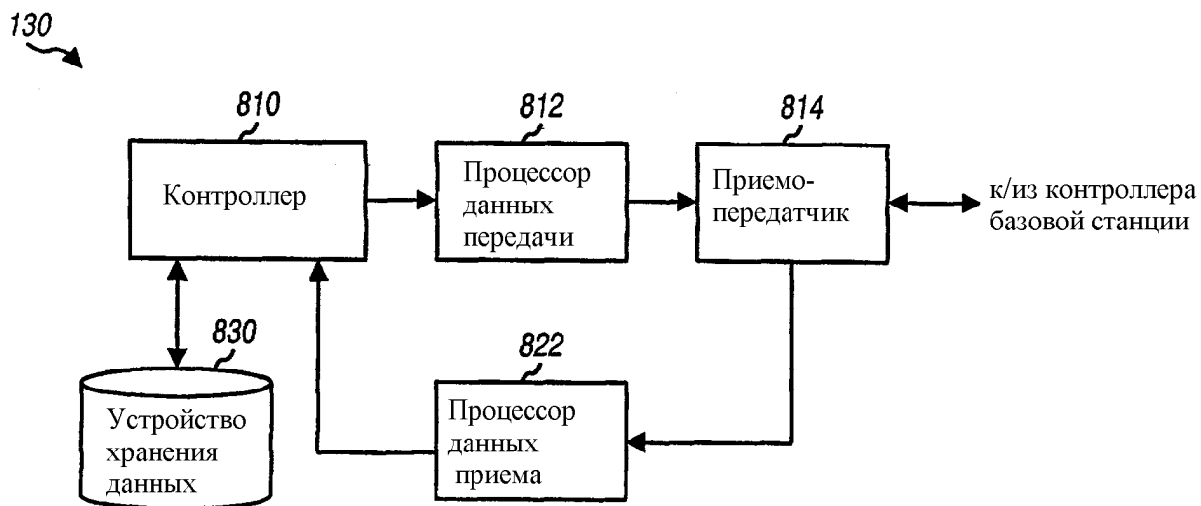 130
810
812
814
Контроллер
Процессор
данных
передачи
Приемо-
передатчик
к/из контроллера
базовой станции
830
822
Устройство
хранения
данных
Процессор
данных
приема